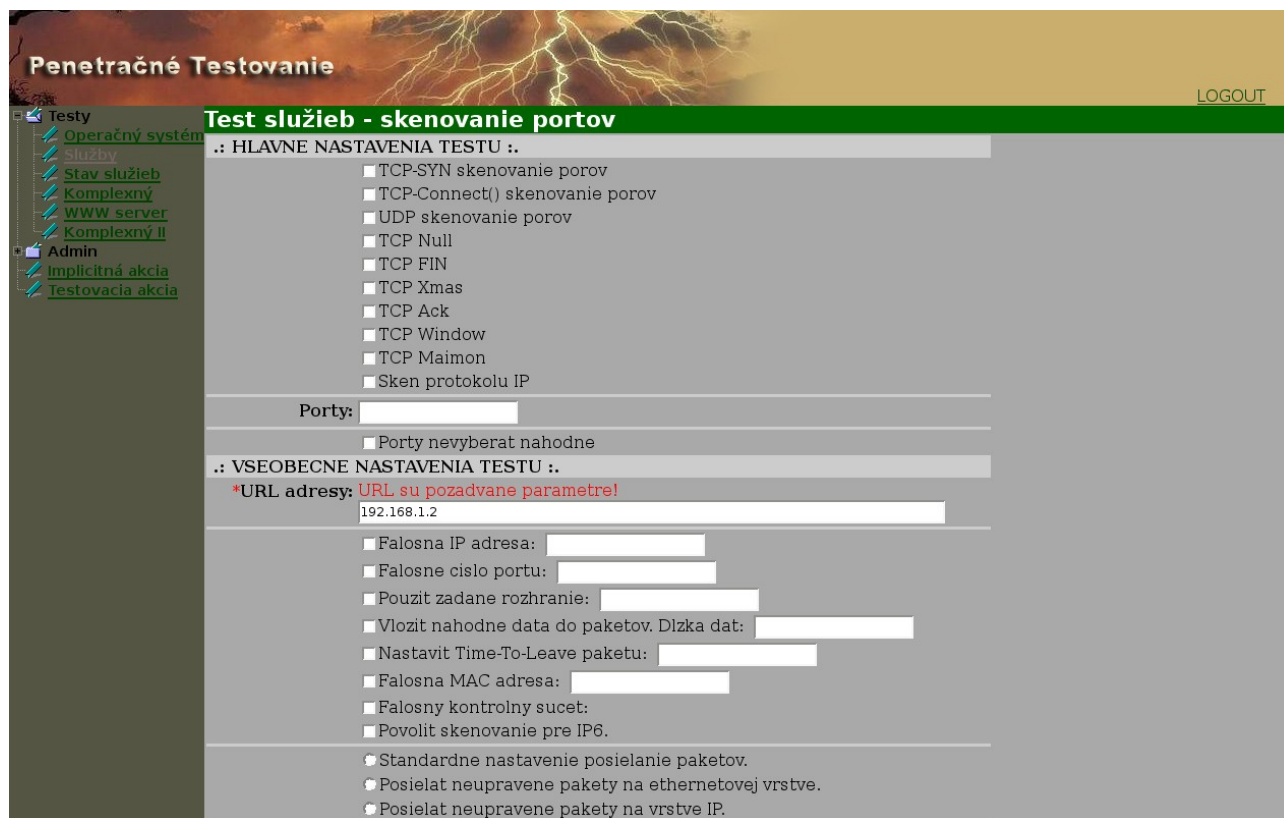 Penetračné Testovanie
LOGOUT
Testy
Operačný systém
Služby
Stav služieb
Komplexný
WWW server
Komplexný II
Admin
Implicitná akcia
Testovacia akcia
Test služieb - skenovanie portov
.: HLAVNE NASTAVENIA TESTU :.
TCP-SYN skenovanie porov
TCP-Connect() skenovanie porov
UDP skenovanie porov
TCP Null
TCP FIN
TCP Xmas
TCP Ack
TCP Window
TCP Maimon
Sken protokolu IP
Porty:
Porty nevyberat nahodne
.: VSEOBECNE NASTAVENIA TESTU :.
*URL adresy: URL su pozadvane parametre!
192.168.1.2
Falosna IP adresa:
Falosne cislo portu:
Pouzit zadane rozhranie:
Vlozit nahodne data do paketov. Dlzka dat:
Nastavit Time-To-Leave paketu:
Falosna MAC adresa:
Falosny kontrolny sucet:
Povolit skenovanie pre IP6.
Standardne nastavenie posielanie paketov.
Posielat neupravene pakety na ethernetovej vrstve.
Posielat neupravene pakety na vrstve IP.